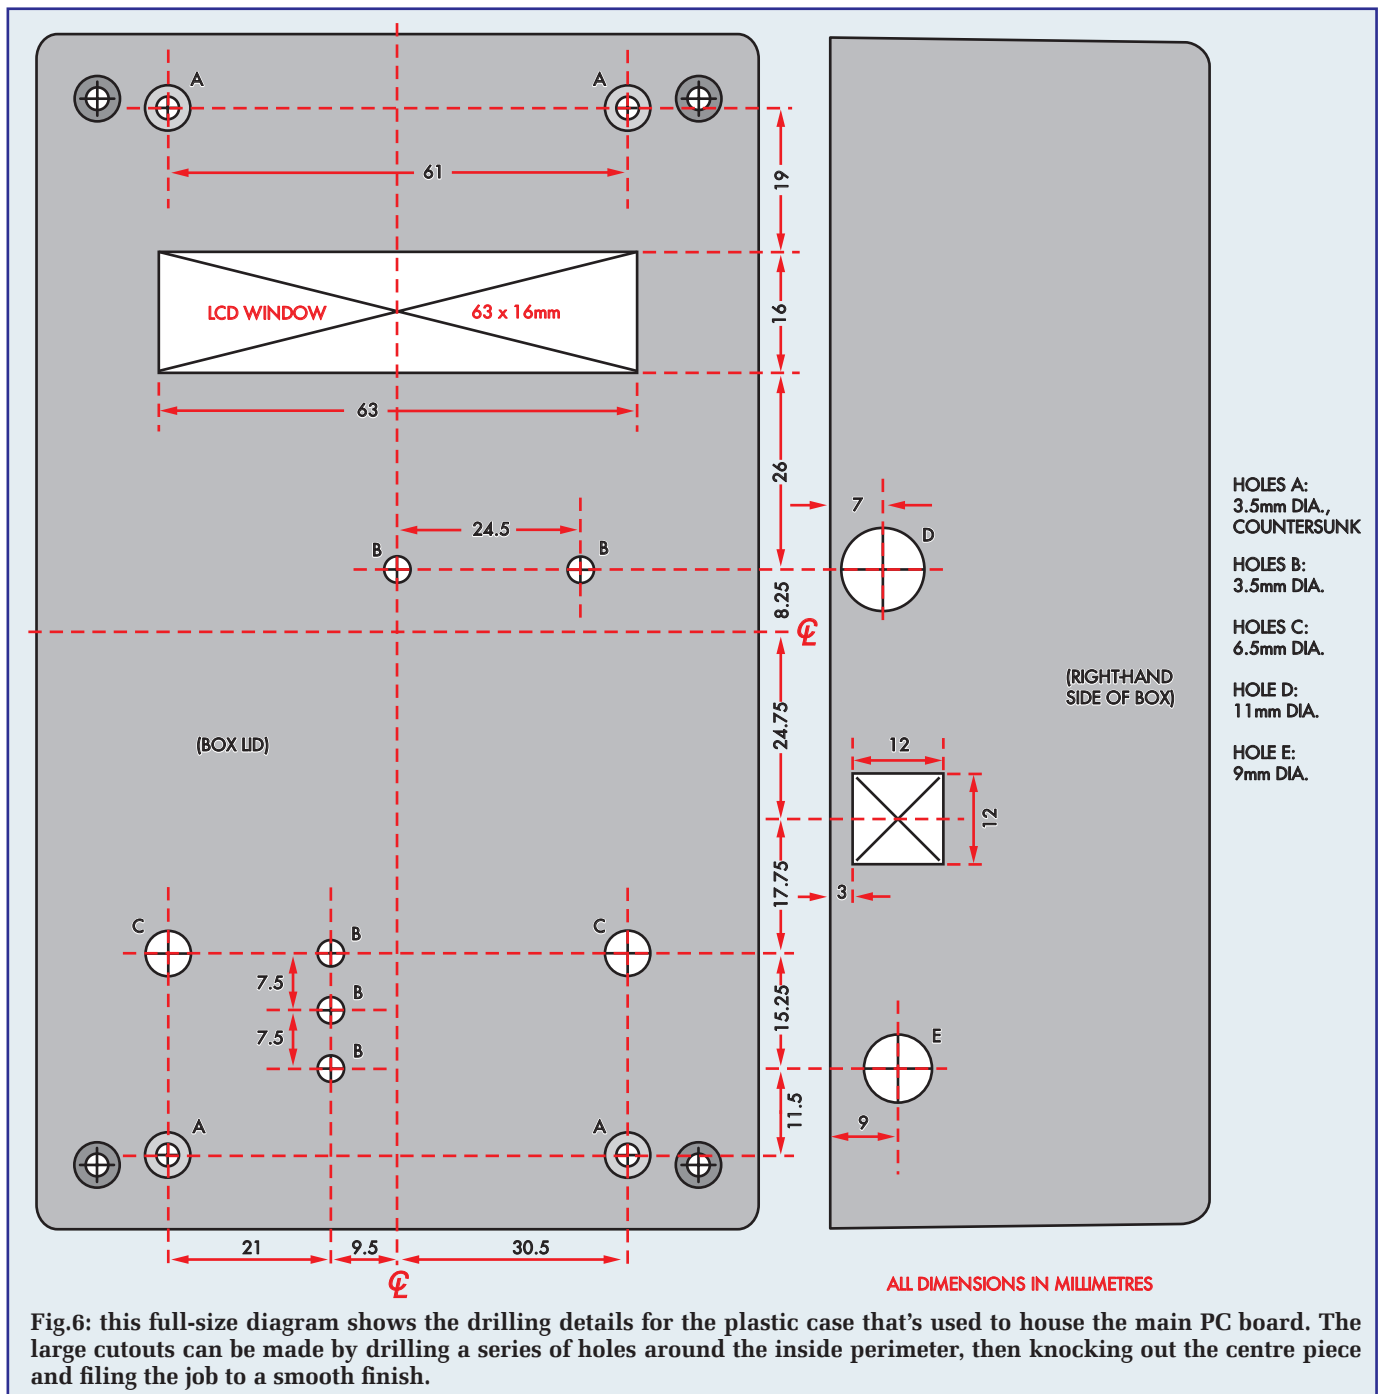 A
A
61
19
LCD WINDOW
63 x 16mm
16
63
26
24.5
B
B
7
D
HOLES A:
3.5mm DIA.,
COUNTERSUNK
HOLES B:
3.5mm DIA.
HOLES C:
6.5mm DIA.
HOLE D:
11mm DIA.
HOLE E:
9mm DIA.
8.25
℄
(RIGHT-HAND
SIDE OF BOX)
24.75
(BOX LID)
12
12
17.75
3
C
B
C
7.5
B
15.25
7.5
B
E
11.5
9
A
A
21
9.5
30.5
℄
ALL DIMENSIONS IN MILLIMETRES
Fig.6: this full-size diagram shows the drilling details for the plastic case that's used to house the main PC board. The
large cutouts can be made by drilling a series of holes around the inside perimeter, then knocking out the centre piece
and filing the job to a smooth finish.